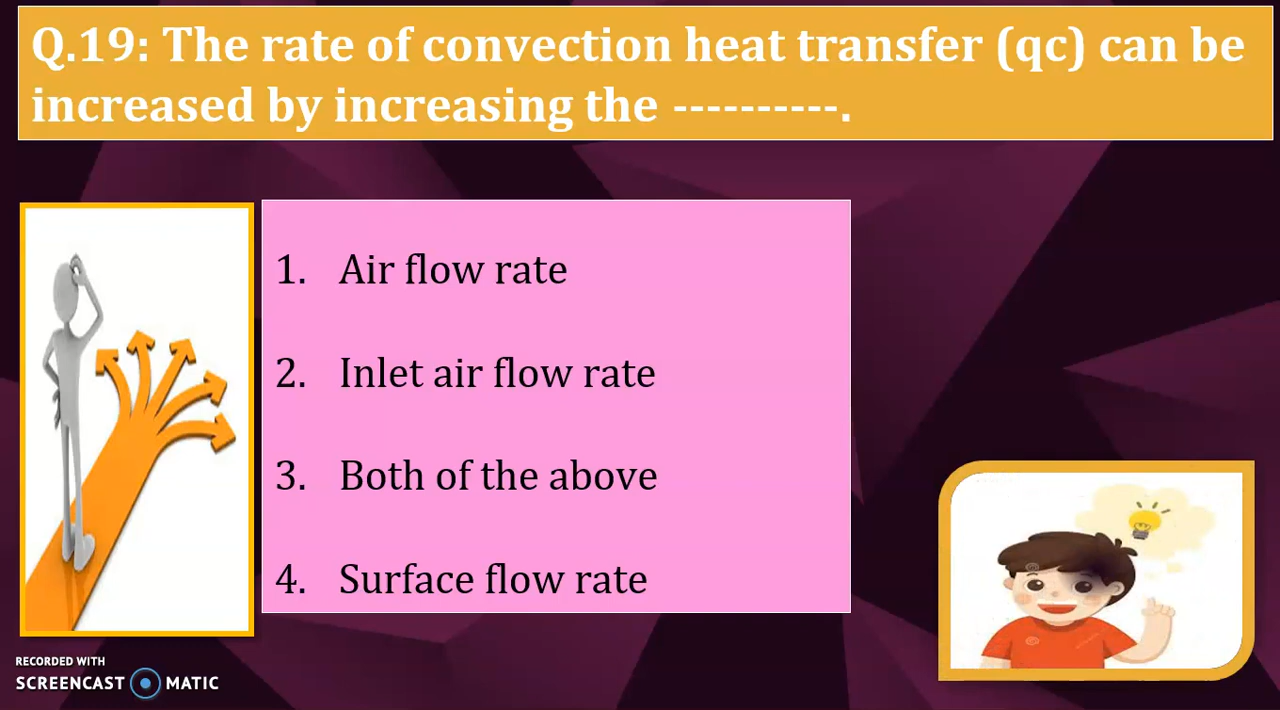 Q.19: The rate of convection heat transfer (qc) can be
increased by increasing the ----------.
1. Air flow rate
2. Inlet air flow rate
3. Both of the above
4. Surface flow rate
RECORDED WITH
SCREENCAST MATIC